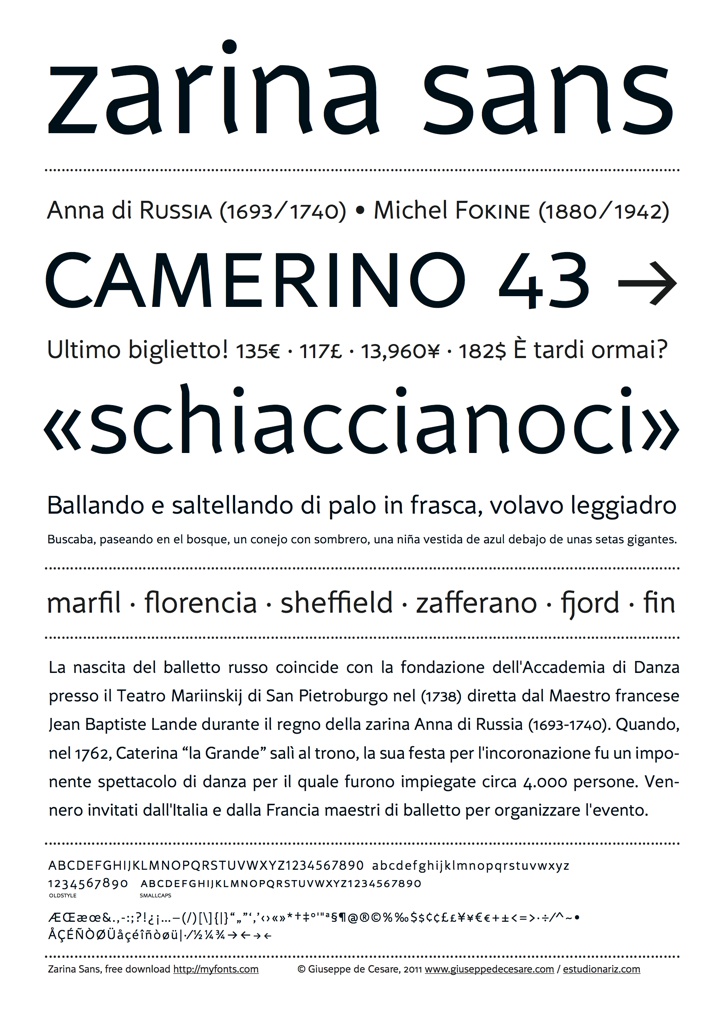 zarina sans
Anna di Russia (1693/1740) • Michel Fokine (1880/1942)
CAMERINO 43 →
Ultimo biglietto! 135€ · 117£ · 13,960¥ · 182$ È tardi ormai?
«schiaccianoci»
Ballando e saltellando di palo in frasca, volavo leggiadro
Buscaba, paseando en el bosque, un conejo con sombrero, una niña vestida de azul debajo de unas setas gigantes.
marfil · florencia · sheffield · zafferano · fjord · fin
La nascita del balletto russo coincide con la fondazione dell'Accademia di Danza
presso il Teatro Mariinskij di San Pietroburgo nel (1738) diretta dal Maestro francese
Jean Baptiste Lande durante il regno della zarina Anna di Russia (1693-1740). Quando,
nel 1762, Caterina “la Grande” salì al trono, la sua festa per l'incoronazione fu un impo-
nente spettacolo di danza per il quale furono impiegate circa 4.000 persone. Ven-
nero invitati dall'Italia e dalla Francia maestri di balletto per organizzare l'evento.
ABCDEFGHIJKLMNOPQRSTUVWXYZ1234567890 abcdefghijklmnopqrstuvwxyz
1234567890 ABCDEFGHIJKLMNOPQRSTUVWXYZ1234567890
OLDSTYLE SMALLCAPS
ÆŒæœ&.,-:;?!¿¡…–(/)[\]{|}“„”‘‚’‹›«»*†‡º'"ª§¶@®©%‰$$¢¢££¥¥€€+±<=>·÷⁄^~•
ÅÇÉÑÒØÜâçéîñòøü|·⁄½¼¾→←→←
Zarina Sans, free download http://myfonts.com © Giuseppe de Cesare, 2011 www.giuseppedecesare.com / estudionariz.com